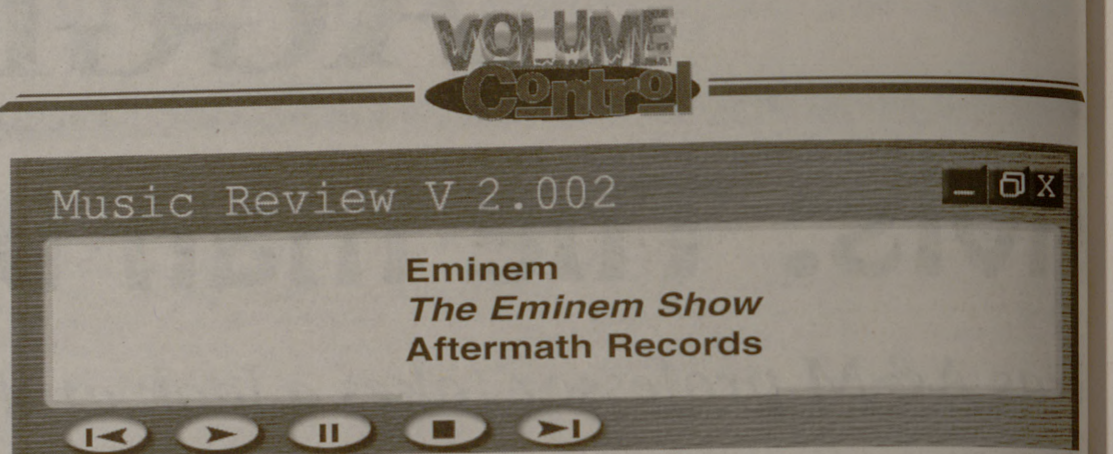 VOLUME
Control
Music Review V 2.002
Eminem
The Eminem Show
Aftermath Records